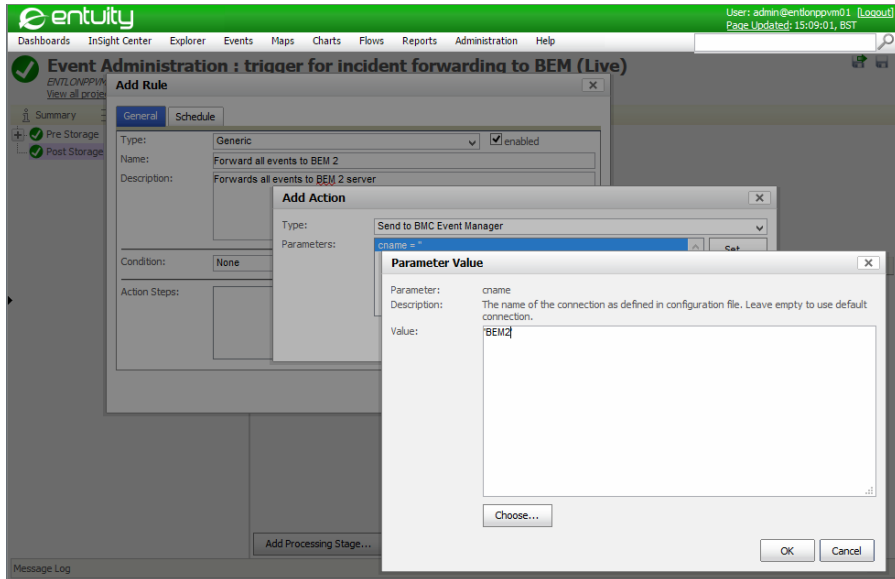 entuity
User: admin@entlonppvm01 [Logout]
Page Updated: 15:09:01, BST
Dashboards InSight Center Explorer Events Maps Charts Flows Reports Administration Help
Event Administration : trigger for incident forwarding to BEM (Live)
View all
Add Rule
Summary
General Schedule
Pre Storage
Post Storage
Type: Generic enabled
Name: Forward all events to BEM 2
Description: Forwards all events to BEM 2 server
Add Action
Type: Send to BMC Event Manager
Parameters: cname = ''
Parameter Value
Condition: None
Parameter: cname
Description: The name of the connection as defined in configuration file. Leave empty to use default
connection.
Action Steps:
Value: 'BEM2'
Choose...
Add Processing Stage...
OK Cancel
Message Log